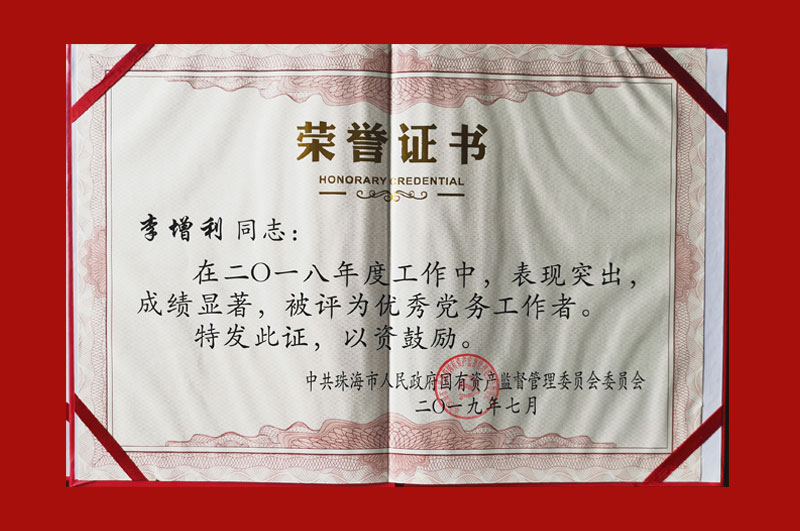 荣誉证书
HONORARY CREDENTIAL
李增利 同志：
在二〇一八年度工作中，表现突出，
成绩显著，被评为优秀党务工作者。
特发此证，以资鼓励。
中共珠海市人民政府国有资产监督管理委员会委员会
二〇一九年七月